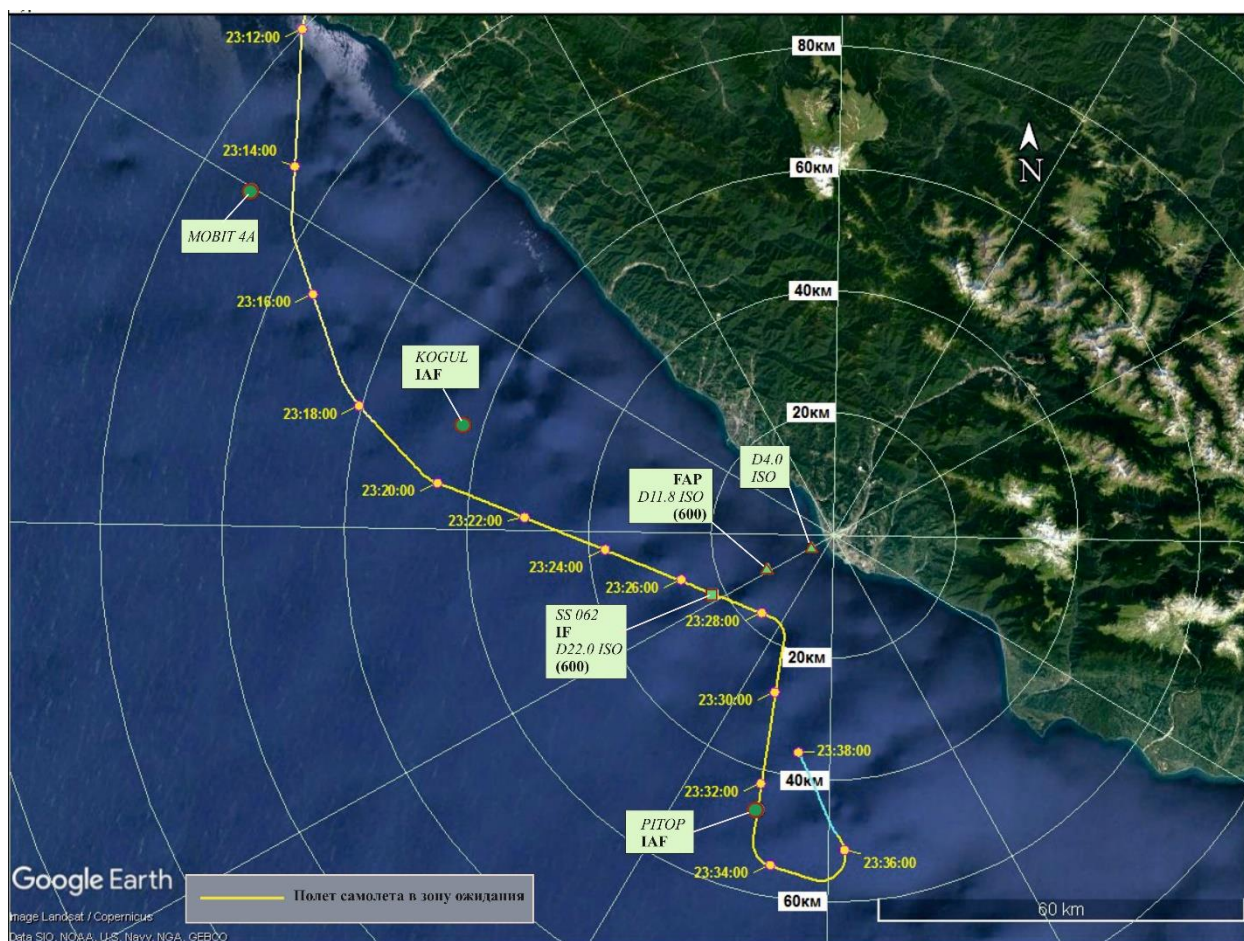 23:12:00
80км
23:14:00
MOBIT 4A
N
60км
23:16:00
40км
KOGUL
IAF
23:18:00
20км
23:20:00
D4.0
ISO
FAP
D11.8 ISO
(600)
23:22:00
23:24:00
23:26:00
SS 062
IF
D22.0 ISO
(600)
23:28:00
20км
23:30:00
23:38:00
23:32:00
40км
PITOP
IAF
23:34:00
23:36:00
60км
Google Earth
Полет самолета в зону ожидания
60 km
Image Landsat / Copernicus
Data SIO, NOAA, U.S. Navy, NGA, GEBCO